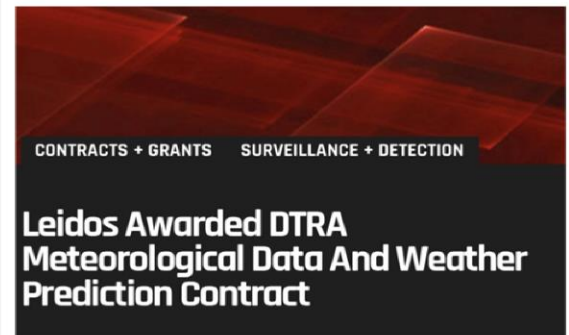 CONTRACTS + GRANTS SURVEILLANCE + DETECTION
Leidos Awarded DTRA
Meteorological Data And Weather
Prediction Contract